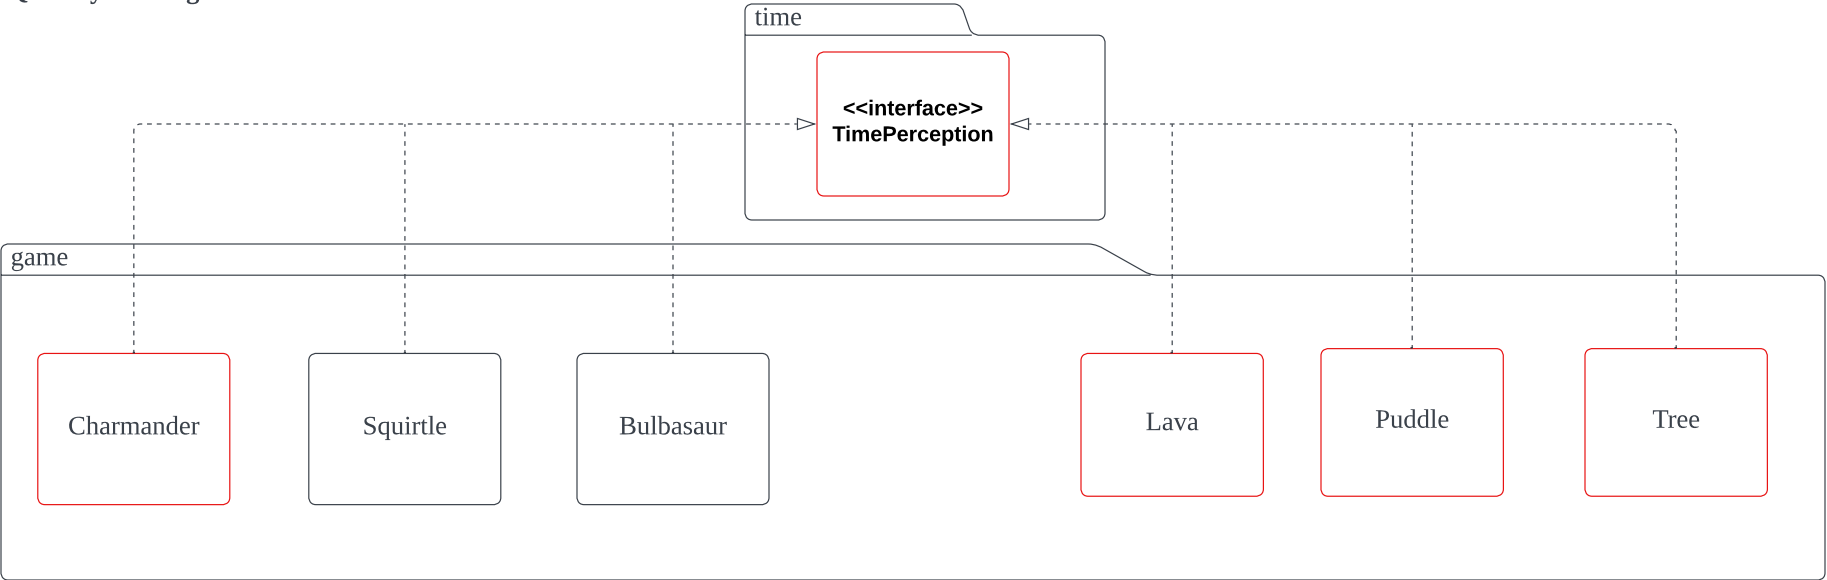 time
<<interface>>
TimePerception
game
Charmander
Squirtle
Bulbasaur
Lava
Puddle
Tree